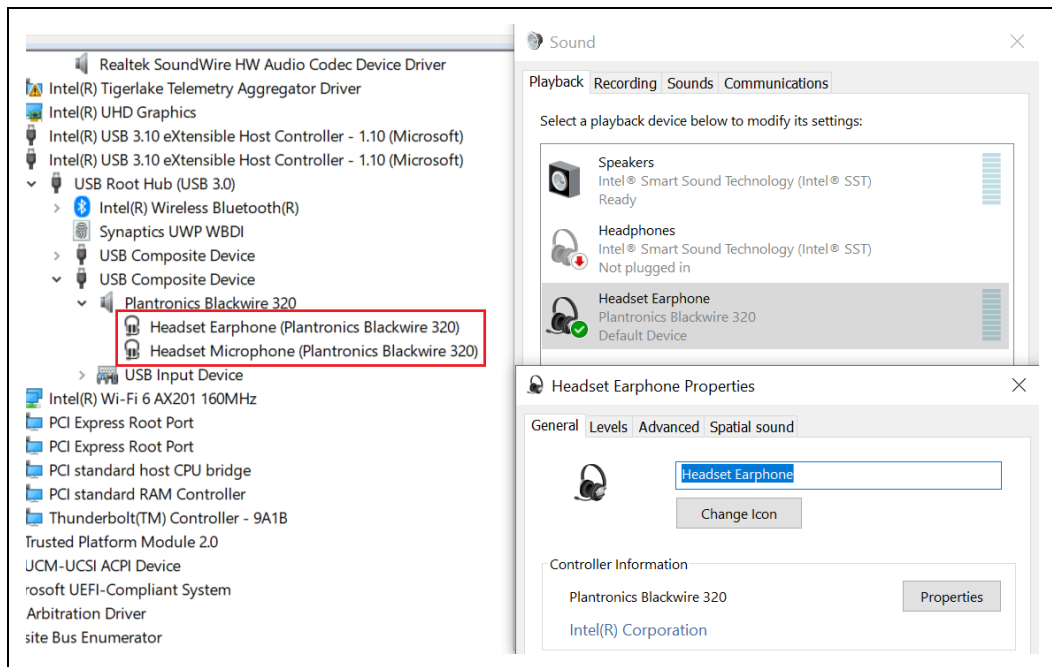 Realtek SoundWire HW Audio Codec Device Driver
Intel(R) Tigerlake Telemetry Aggregator Driver
Intel(R) UHD Graphics
Intel(R) USB 3.10 eXtensible Host Controller - 1.10 (Microsoft)
Intel(R) USB 3.10 eXtensible Host Controller - 1.10 (Microsoft)
USB Root Hub (USB 3.0)
Intel(R) Wireless Bluetooth(R)
Synaptics UWP WBDI
USB Composite Device
USB Composite Device
Plantronics Blackwire 320
Headset Earphone (Plantronics Blackwire 320)
Headset Microphone (Plantronics Blackwire 320)
USB Input Device
Intel(R) Wi-Fi 6 AX201 160MHz
PCI Express Root Port
PCI Express Root Port
PCI standard host CPU bridge
PCI standard RAM Controller
Thunderbolt(TM) Controller - 9A1B
Trusted Platform Module 2.0
UCM-UCSI ACPI Device
rosoft UEFI-Compliant System
Arbitration Driver
site Bus Enumerator
Sound
Playback Recording Sounds Communications
Select a playback device below to modify its settings:
Speakers
Intel® Smart Sound Technology (Intel® SST)
Ready
Headphones
Intel® Smart Sound Technology (Intel® SST)
Not plugged in
Headset Earphone
Plantronics Blackwire 320
Default Device
Headset Earphone Properties
General Levels Advanced Spatial sound
Headset Earphone
Change Icon
Controller Information
Plantronics Blackwire 320
Properties
Intel(R) Corporation